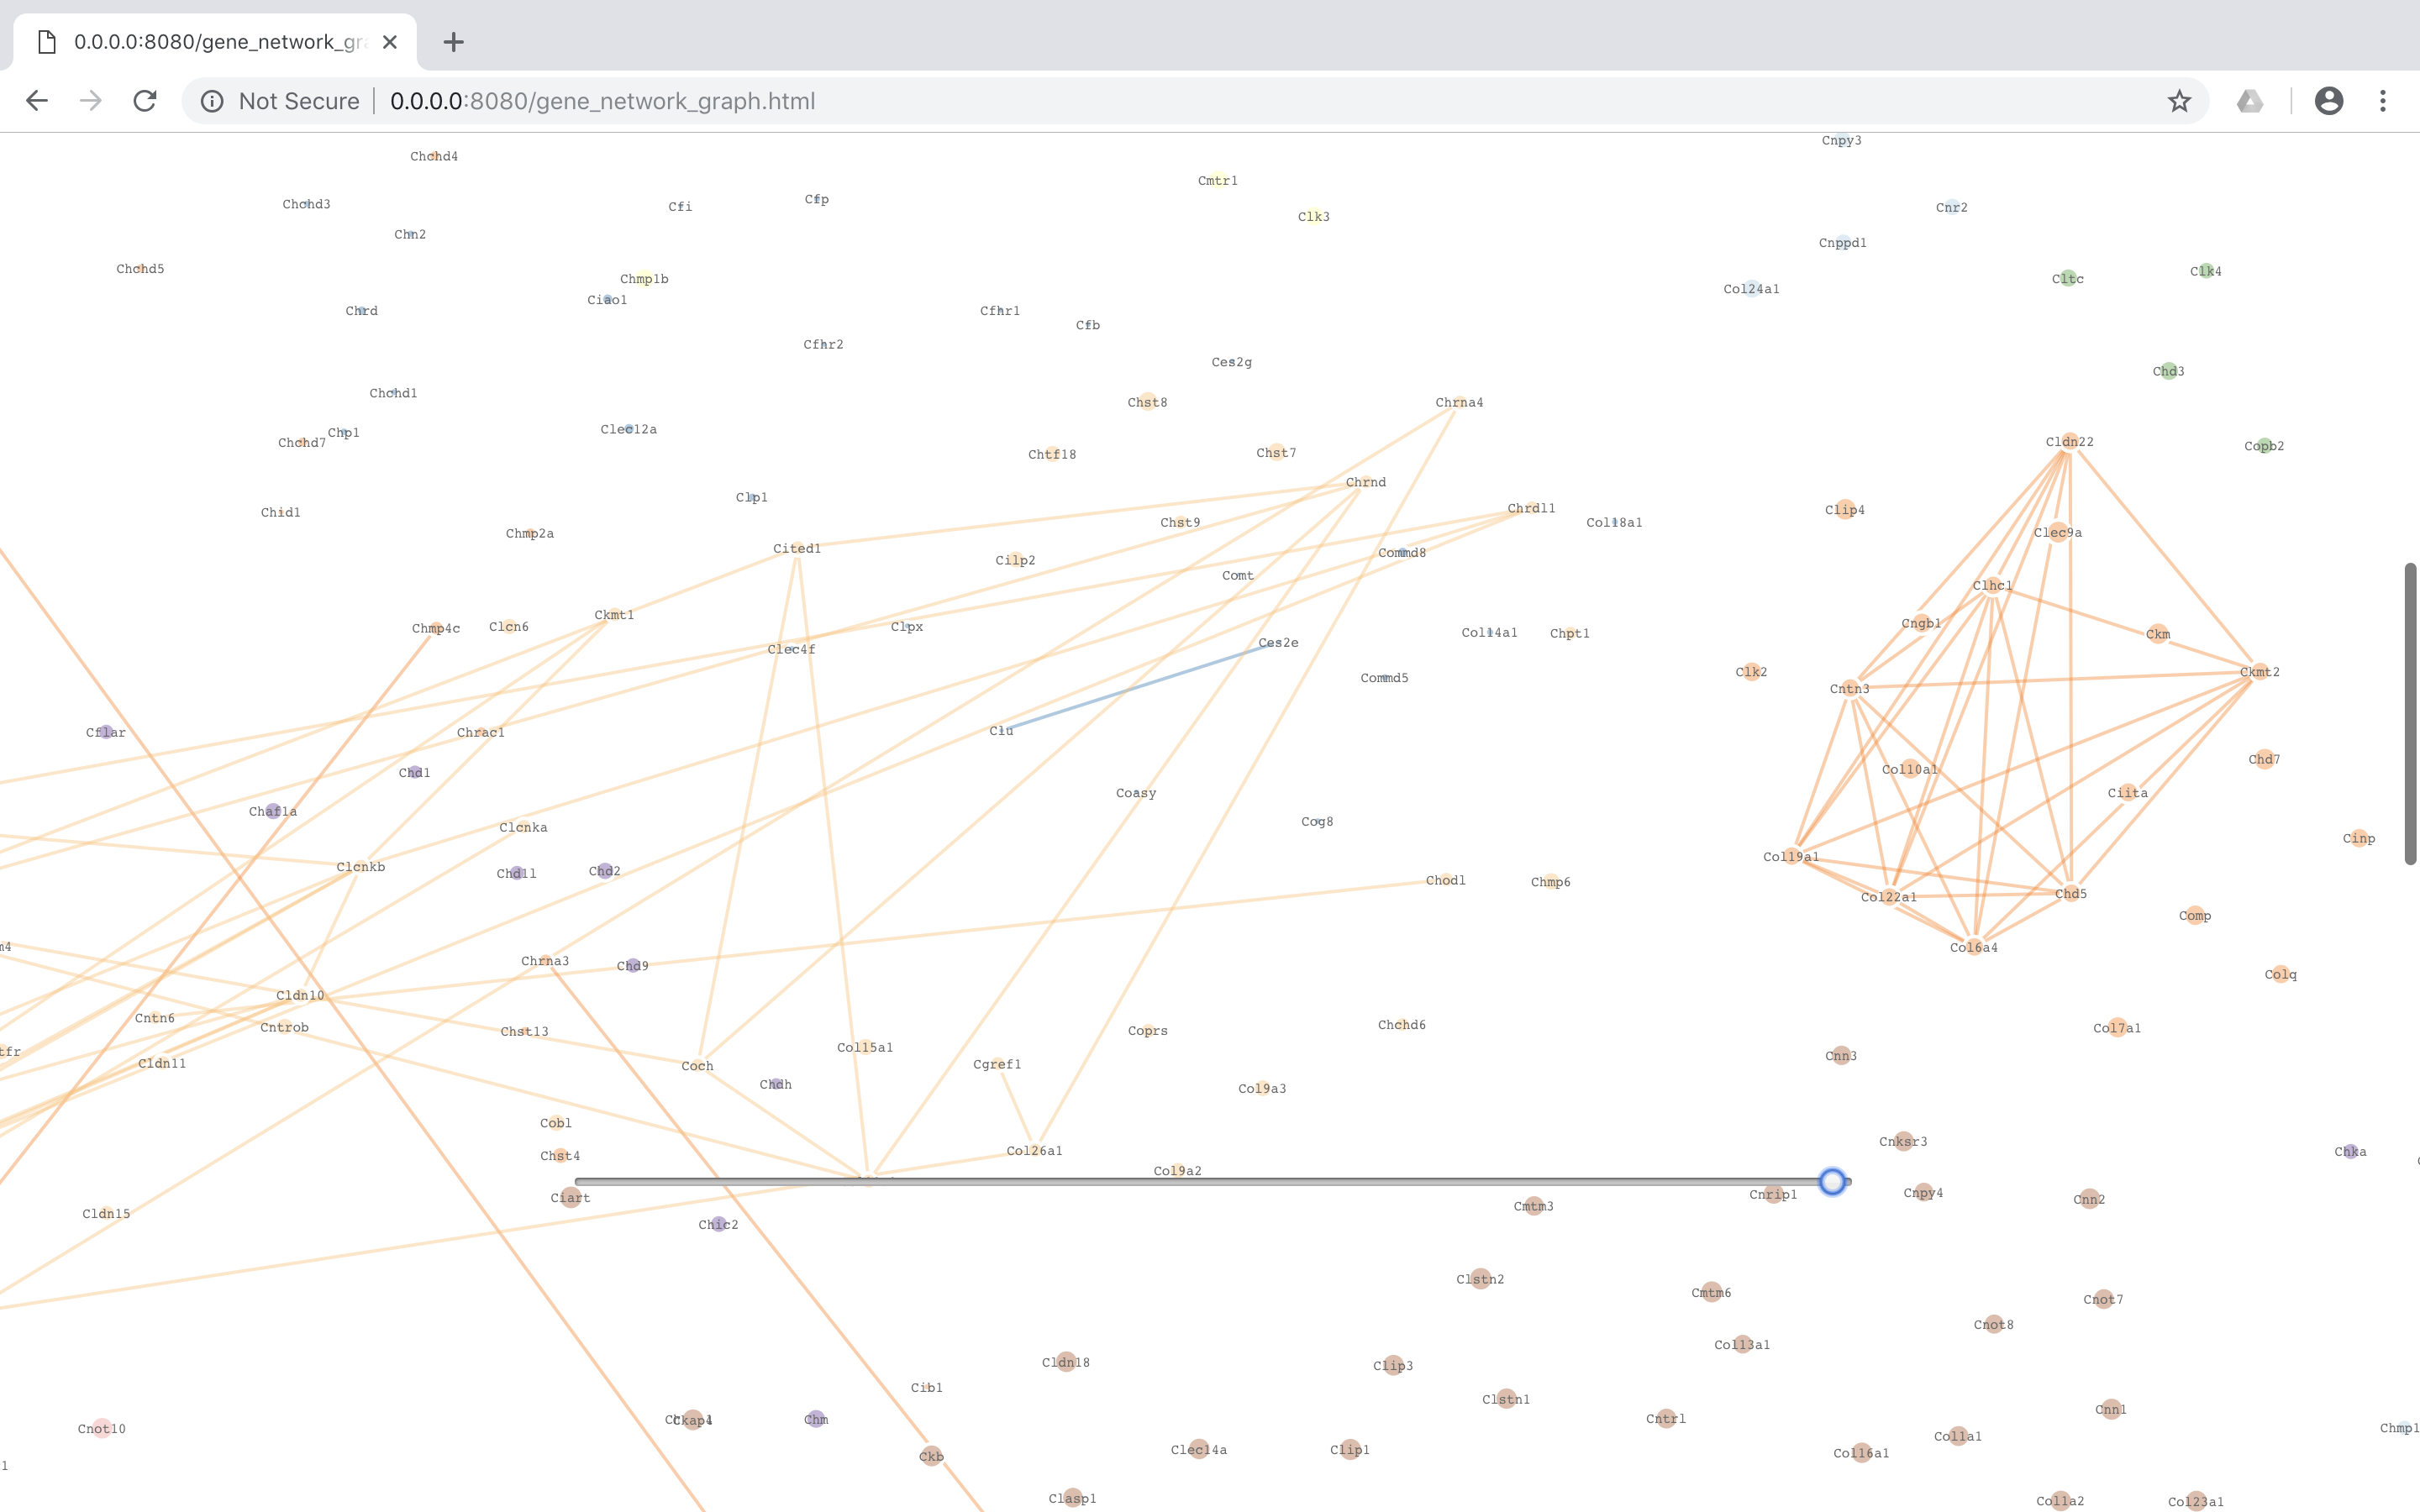 0.0.0.0:8080/gene_network_gr
Not Secure
0.0.0.0:8080/gene_network_graph.html
Cnpy3
Chchd4
Cmtr1
Chchd3
Cfi
Cfp
Cnr2
Clk3
Chn2
Cnppd1
Chchd5
Clk4
Chmp1b
Cltc
Col24a1
Ciao1
Chrd
Cfhr1
Cfb
Cfhr2
Ces2g
Chd3
Chchd1
Chst8
Chrna4
Clec12a
Chp1
Chchd7
Cldn22
Copb2
Chst7
Chtf18
Chrnd
Clp1
Chrdl1
Clip4
Chid1
Chst9
Col18a1
Chmp2a
Clec9a
Cited1
Commd8
Cilp2
Comt
Clhc1
Ckmt1
Cngb1
Clcn6
Clpx
Chmp4c
Col14a1
Chpt1
Ckm
Ces2e
Clec4f
Clk2
Ckmt2
Commd5
Cntn3
Clu
Cflar
Chrac1
Chd7
Col10a1
Chd1
Coasy
Ciita
Chaf1a
Cog8
Clcnka
Cinp
Col19a1
Clcnkb
Chd2
Chd1l
Chodl
Chmp6
Chd5
Col22a1
Comp
m4
Col6a4
Chrna3
Chd9
Colq
Cldn10
Cntn6
Cntrob
Chst13
Coprs
Chchd6
Col7a1
Col15a1
tfr
Cnn3
Cldn11
Coch
Cgref1
Chdh
Col9a3
Cobl
Cnksr3
Col26a1
Chka
Chst4
Col9a2
Ciart
Cnrip1
Cnpy4
Cnn2
Cmtm3
Cldn15
Chic2
Clstn2
Cmtm6
Cnot7
Cnot8
Col13a1
Cldn18
Clip3
Cib1
Clstn1
Cnn1
Ckap4
Chm
Cntrl
Cnot10
Chmp1
Col1a1
Clec14a
Clip1
Col16a1
Ckb
1
Clasp1
Col1a2
Col23a1